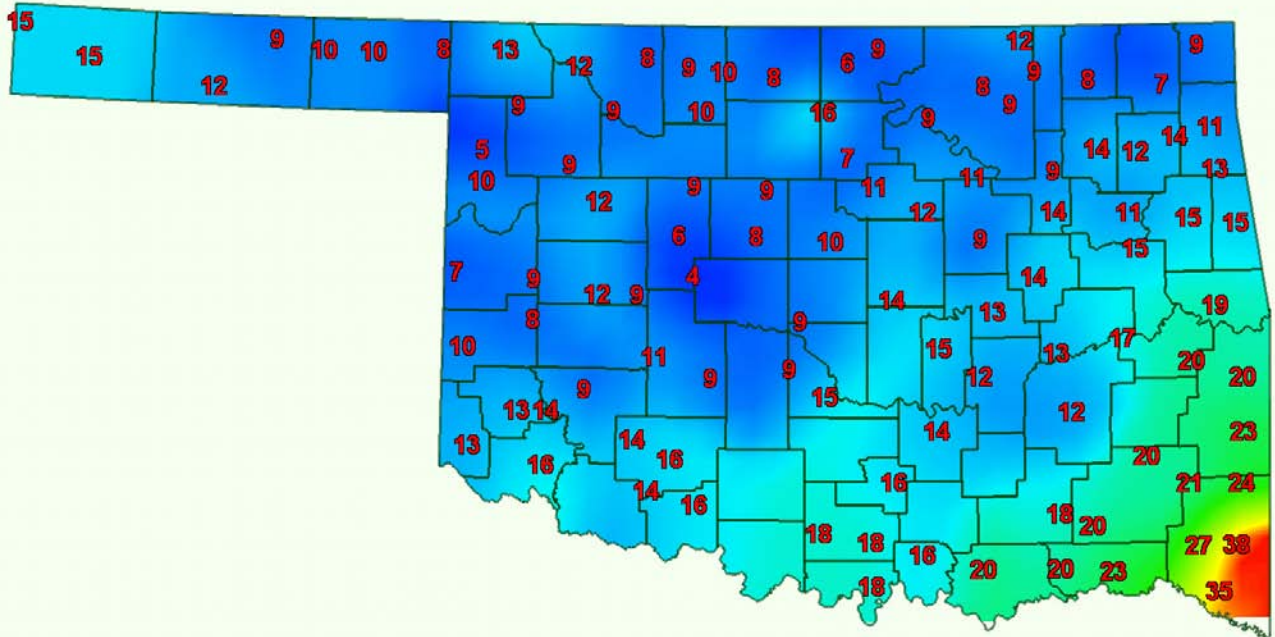 15
15 9 10 10 8 13 12 8 9 10 8 6 9 12 9 8 7 9
12 9 9 10 16 9 8 9
5 9 7 14 12 14 11
10 12 9 9 11 11 9 13
12 14 11 15 15
6 8 10 9 15
7 9 4 14
12 9 14 19
8 9 13
10 11 15 13 17 20
9 9 9 12 20
13 14 15 12
13 14 14 23
16 16 20
14 16 16 21 24
18 18 18 20
16 27 38
18 20 20 23 35